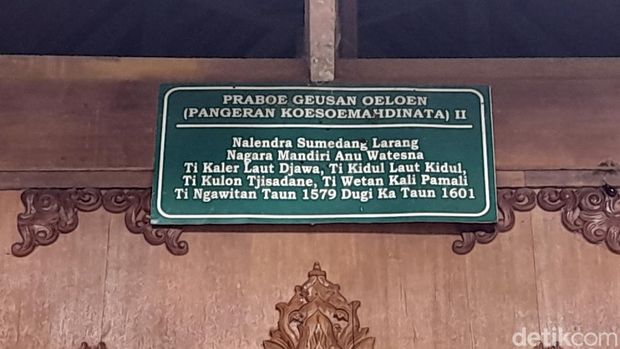 PRABOE GEUSAN OELOEN
(PANGERAN KOESOEMAHDINATA) II
Nalendra Sumedang Larang
Nagara Mandiri Anu Watesna
Ti Kaler Laut Djawa, Ti Kidul Laut Kidul,
Ti Kulon Tjisadane, Ti Wetan Kali Pamali
Ti Ngawitan Taun 1579 Dugi Ka Taun 1601
detikcom